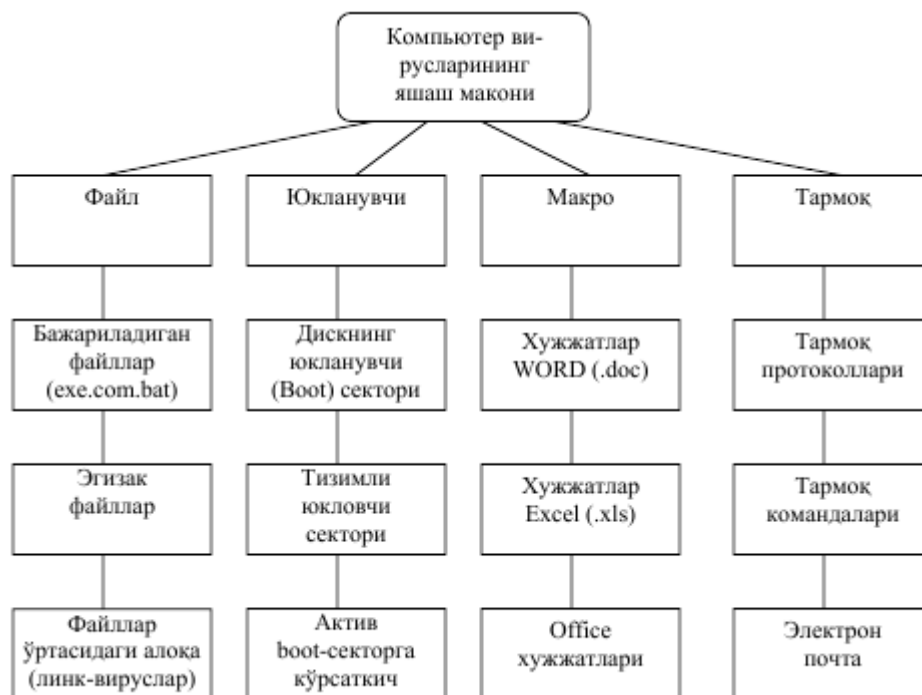 Компьютер ви-
русларининг
яшаш макони
Файл
Юкланувчи
Макро
Тармоқ
Бажариладиган
файллар
(exe.com.bat)
Дискнинг
юкланувчи
(Boot) сектори
Хужжатлар
WORD (.doc)
Тармоқ
протоколлари
Эгизак
файллар
Тизимли
юкловчи
сектори
Хужжатлар
Excel (.xls)
Тармоқ
командалари
Файллар
ўртасидаги алоқа
(линк-вируслар)
Актив
boot-секторга
кўрсаткич
Office
хужжатлари
Электрон
почта